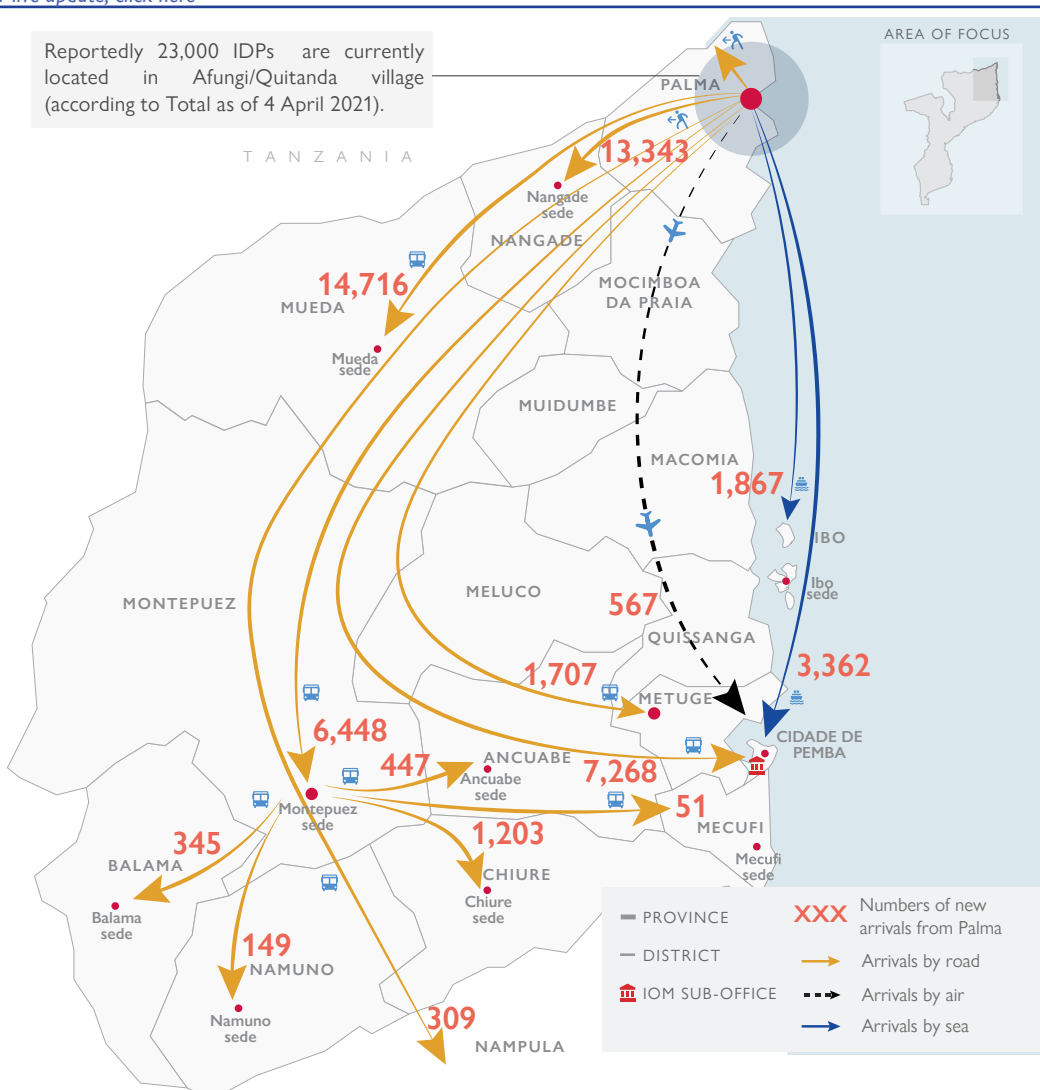 Reportedly 23,000 IDPs are currently
located in Afungi/Quitanda village
(according to Total as of 4 April 2021).
AREA OF FOCUS
PALMA
TANZANIA
13,343
Nangade
sede
NANGADE
14,716
MUEDA
MOCIMBOA
DA PRAIA
Mueda
sede
MUIDUMBE
MACOMIA
1,867
IBO
Ibo
sede
MONTEPUEZ
MELUCO
567
QUISSANGA
3,362
1,707
METUGE
6,448
CIDADE DE
PEMBA
447
ANCUABE
Ancuabe
sede
7,268
51
Montepuez
sede
MECUFI
345
1,203
BALAMA
Mecufi
sede
CHIURE
Chiure
sede
Balama
sede
149
NAMUNO
Namuno
sede
309
NAMPULA
PROVINCE
DISTRICT
IOM SUB-OFFICE
XXX
Numbers of new
arrivals from Palma
Arrivals by road
Arrivals by air
Arrivals by sea